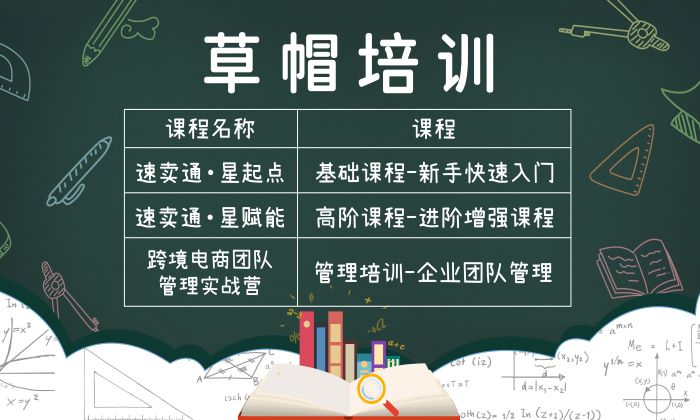 草帽培训
课程名称 课程
速卖通·星起点 基础课程-新手快速入门
速卖通·星赋能 高阶课程-进阶增强课程
跨境电商团队
管理实战营
管理培训-企业团队管理